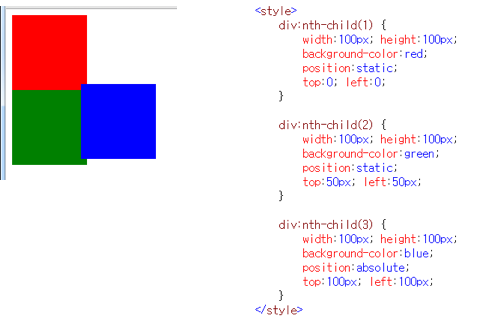 <style>
div:nth-child(1) {
width:100px; height:100px;
background-color:red;
position:static;
top:0; left:0;
}
div:nth-child(2) {
width:100px; height:100px;
background-color:green;
position:static;
top:50px; left:50px;
}
div:nth-child(3) {
width:100px; height:100px;
background-color:blue;
position:absolute;
top:100px; left:100px;
}
</style>